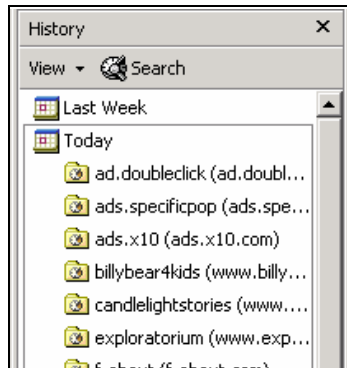 History
View Search
Last Week
Today
ad.doubleclick (ad.doubl...
ads.specificpop (ads.spe...
ads.x10 (ads.x10.com)
billybear4kids (www.billy...
candlelightstories (www....
exploratorium (www.exp...